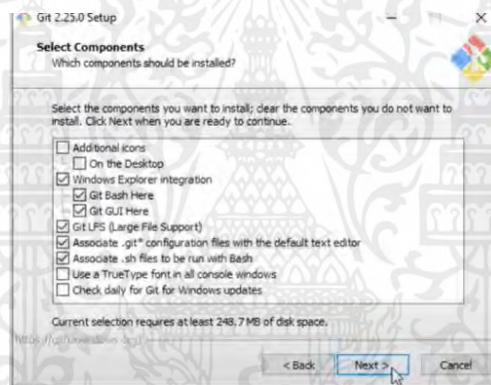 Git 2.25.0 Setup
Select Components
Which components should be installed?
Select the components you want to install; clear the components you do not want to
install. Click Next when you are ready to continue.
Additional icons
On the Desktop
Windows Explorer integration
Git Bash Here
Git GUI Here
Git LFS (Large File Support)
Associate .git* configuration files with the default text editor
Associate .sh files to be run with Bash
Use a TrueType font in all console windows
Check daily for Git for Windows updates
Current selection requires at least 248.7 MB of disk space.
< Back Next > Cancel